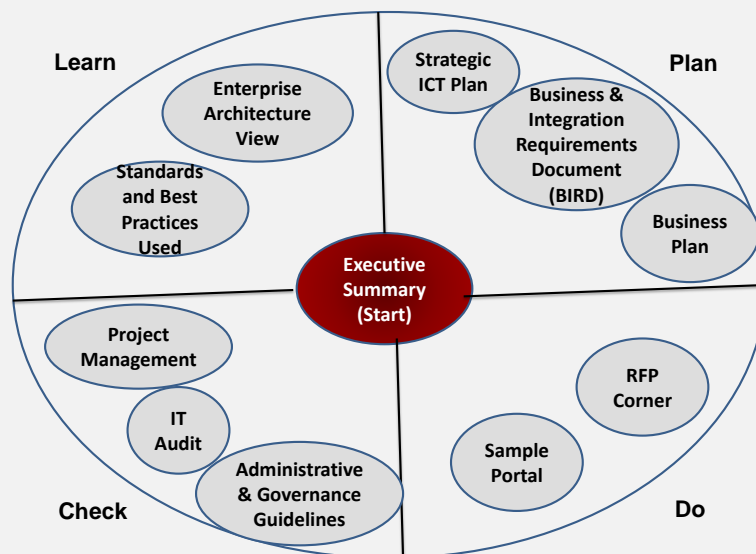 Learn
Enterprise
Architecture
View
Standards
and Best
Practices
Used
Plan
Strategic
ICT Plan
Business &
Integration
Requirements
Document
(BIRD)
Business
Plan
Executive
Summary
(Start)
Project
Management
IT
Audit
Administrative
& Governance
Guidelines
Check
RFP
Corner
Sample
Portal
Do